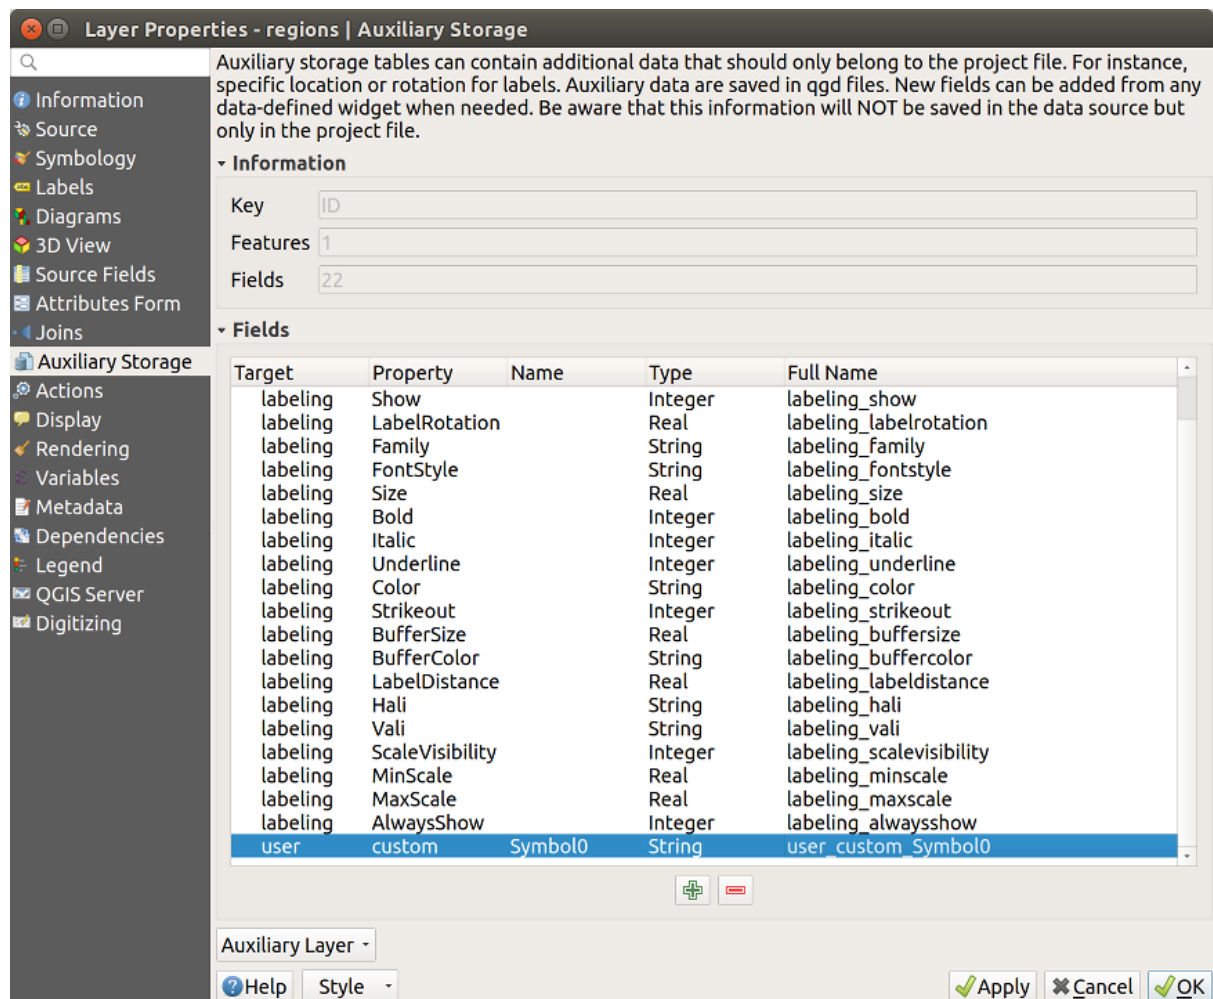 Layer Properties - regions | Auxiliary Storage
Information
Source
Symbology
Labels
Diagrams
3D View
Source Fields
Attributes Form
Joins
Auxiliary Storage
Actions
Display
Rendering
Variables
Metadata
Dependencies
Legend
QGIS Server
Digitizing
Auxiliary storage tables can contain additional data that should only belong to the project file. For instance,
specific location or rotation for labels. Auxiliary data are saved in qgd files. New fields can be added from any
data-defined widget when needed. Be aware that this information will NOT be saved in the data source but
only in the project file.
Information
Key ID
Features 1
Fields 22
Fields
Target Property Name Type Full Name
labeling Show Integer labeling_show
labeling LabelRotation Real labeling_labelrotation
labeling Family String labeling_family
labeling FontStyle String labeling_fontstyle
labeling Size Real labeling_size
labeling Bold Integer labeling_bold
labeling Italic Integer labeling_italic
labeling Underline Integer labeling_underline
labeling Color String labeling_color
labeling Strikeout Integer labeling_strikeout
labeling BufferSize Real labeling_buffersize
labeling BufferColor String labeling_buffercolor
labeling LabelDistance Real labeling_labeldistance
labeling Hali String labeling_hali
labeling Vali String labeling_vali
labeling ScaleVisibility Integer labeling_scalevisibility
labeling MinScale Real labeling_minscale
labeling MaxScale Real labeling_maxscale
labeling AlwaysShow Integer labeling_alwaysshow
user custom Symbol0 String user_custom_Symbol0
Auxiliary Layer
Help Style Apply Cancel OK